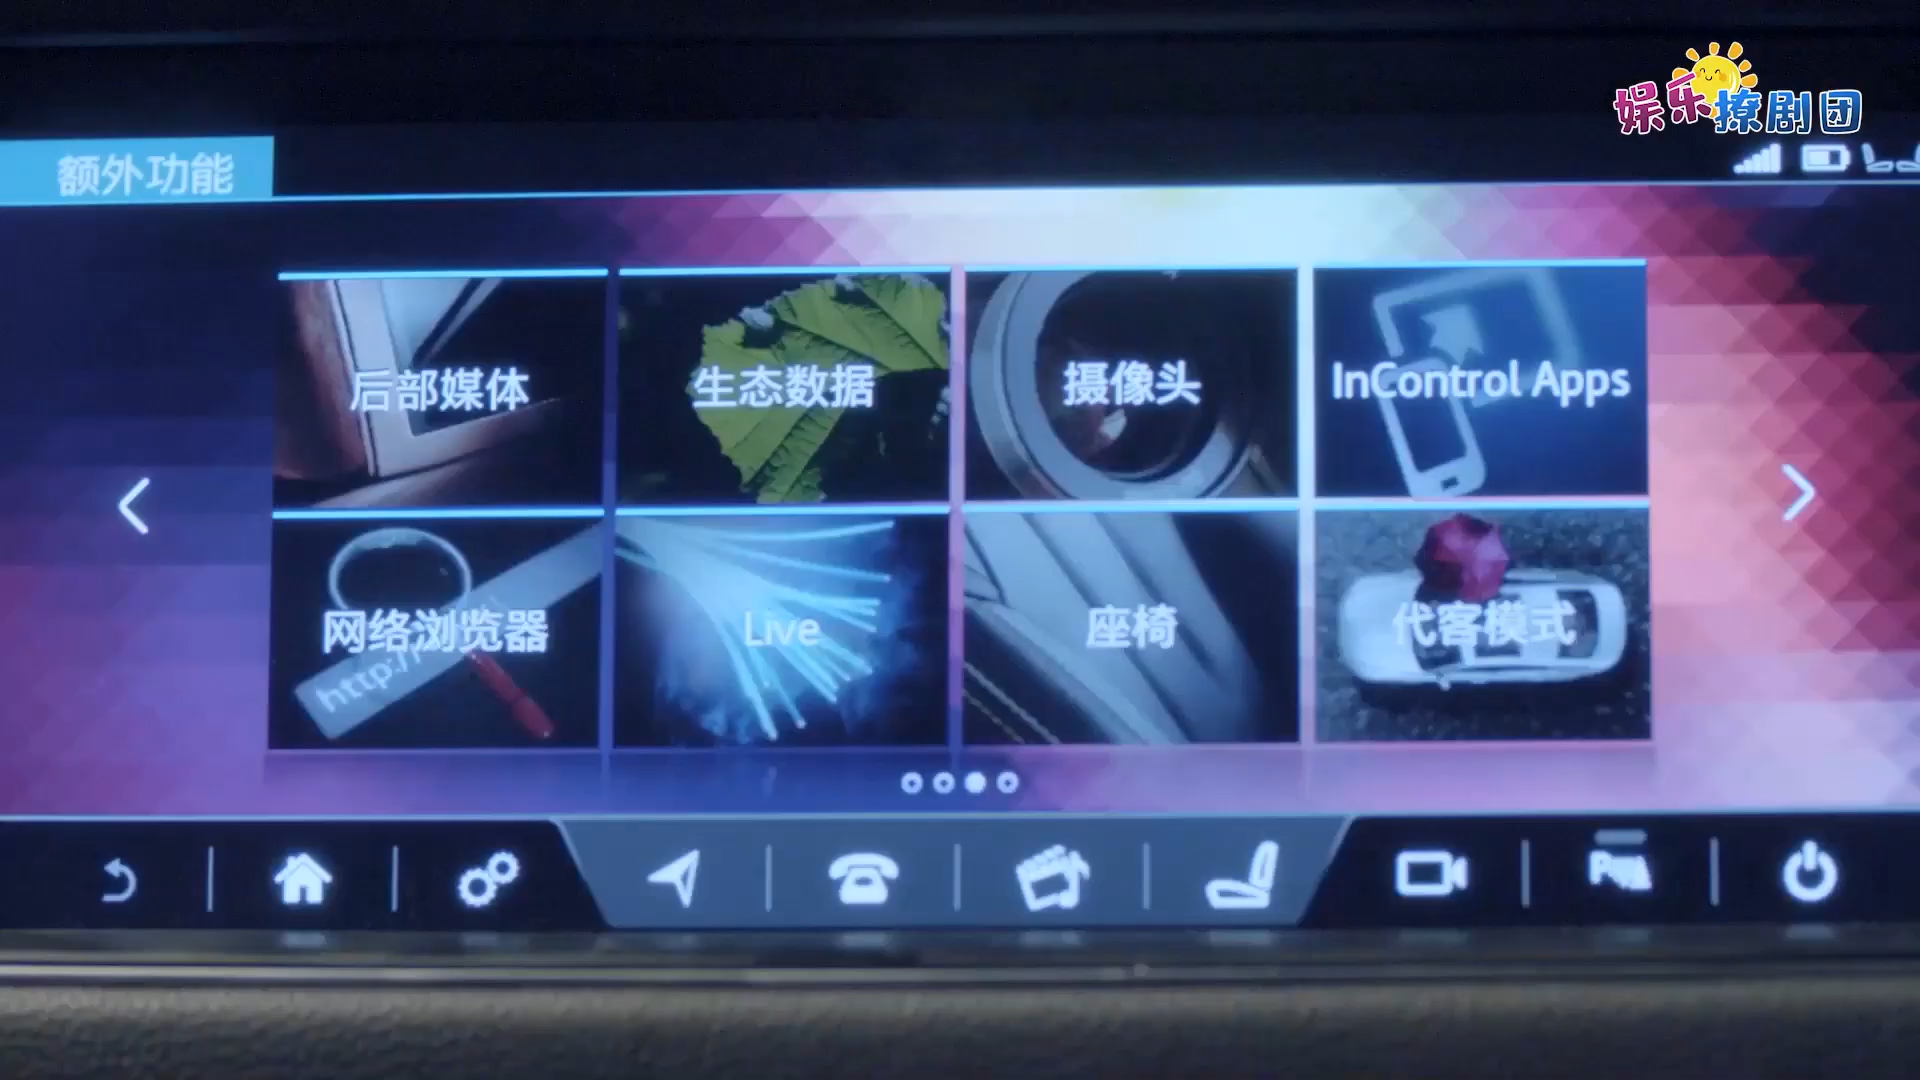 娱乐撩剧团
额外功能
后部媒体
生态数据
摄像头
InControl Apps
网络浏览器
http://
Live
座椅
代客模式